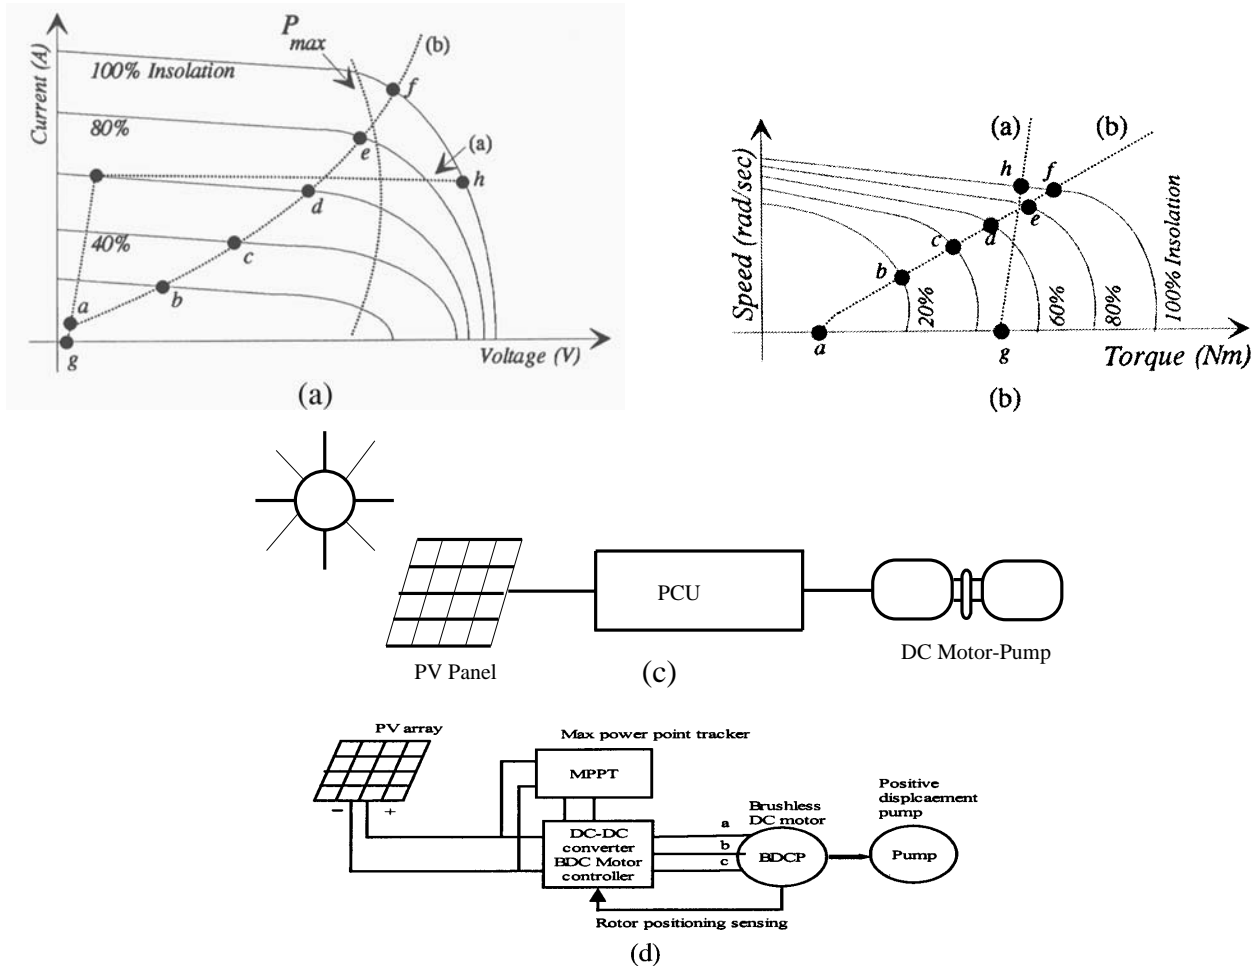 P
max
(b)
100% Insolation
f
Current (A)
80%
e
(a)
h
d
40%
c
a
b
g
Voltage (V)
(a)
(a)
(b)
h
f
e
Speed (rad/sec)
c
d
b
20%
60%
80%
100% Insolation
a
g
Torque (Nm)
(b)
PCU
PV Panel
DC Motor-Pump
(c)
PV array
Max power point tracker
MPPT
− +
Positive
displcaement
pump
Brushless
DC motor
DC-DC
converter
BDC Motor
controller
a
b
c
BDCP
Pump
Rotor positioning sensing
(d)